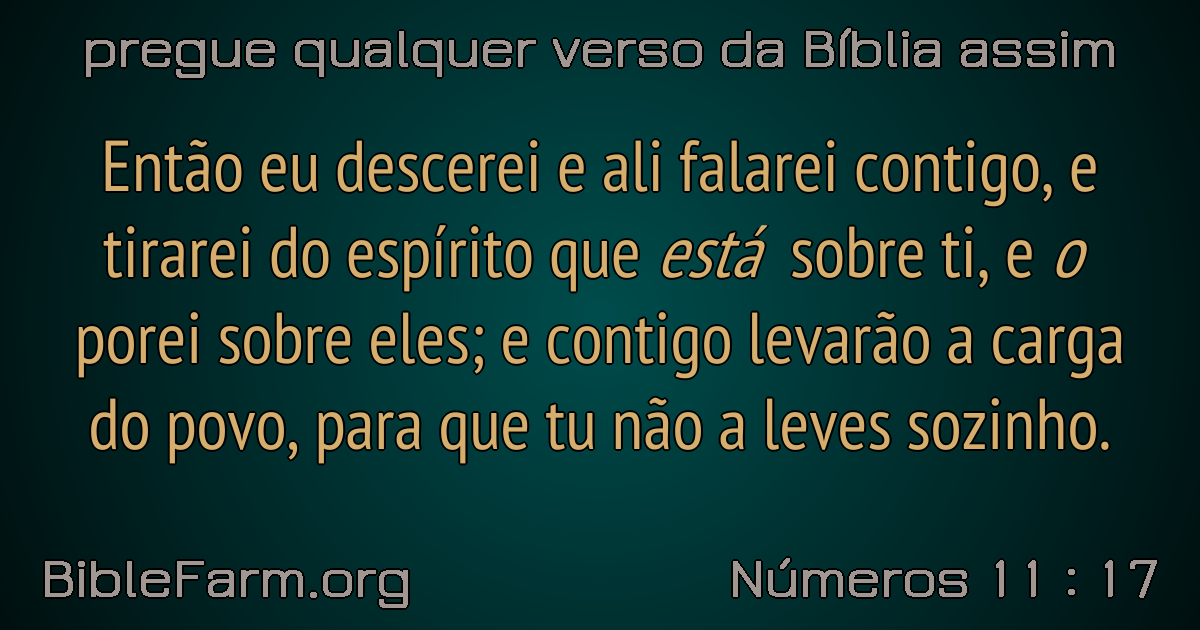 pregue qualquer verso da Bíblia assim
Então eu descerei e ali falarei contigo, e
tirarei do espírito que está sobre ti, e o
porei sobre eles; e contigo levarão a carga
do povo, para que tu não a leves sozinho.
BibleFarm.org
Números 11 : 17